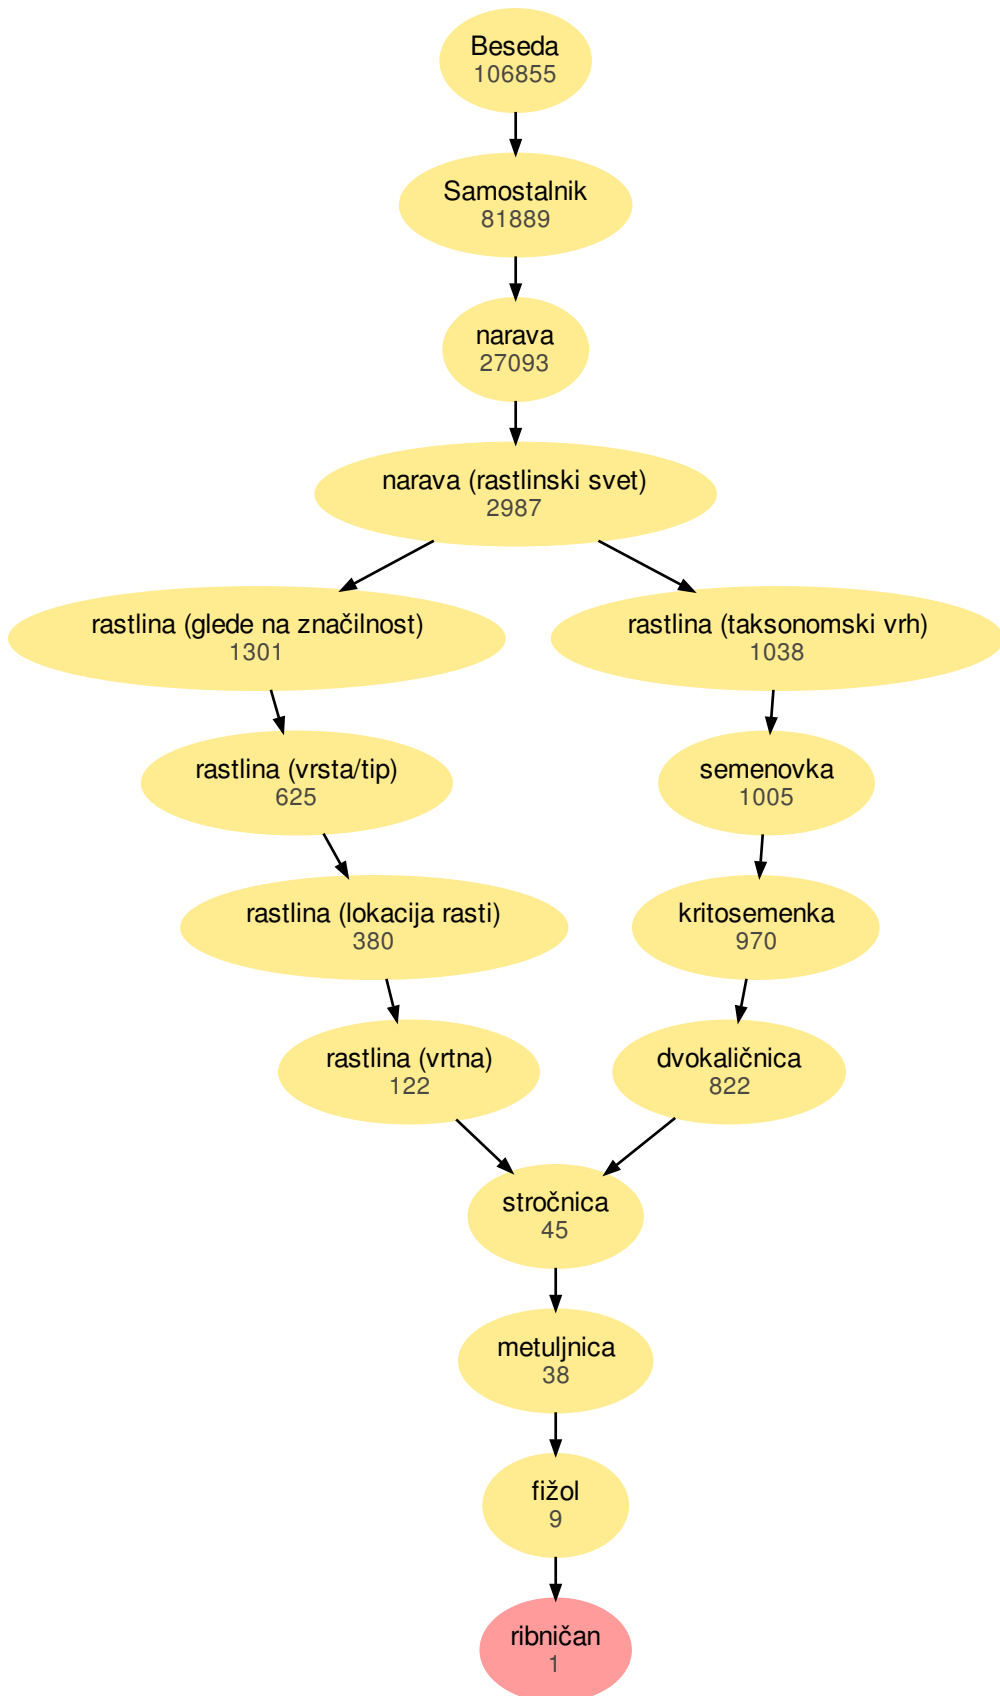 Beseda
106855
Samostalnik
81889
narava
27093
narava (rastlinski svet)
2987
rastlina (glede na značilnost)
1301
rastlina (taksonomski vrh)
1038
rastlina (vrsta/tip)
625
semenovka
1005
rastlina (lokacija rasti)
380
kritosemenka
970
rastlina (vrtna)
122
dvokaličnica
822
stročnica
45
metuljnica
38
fižol
9
ribničan
1